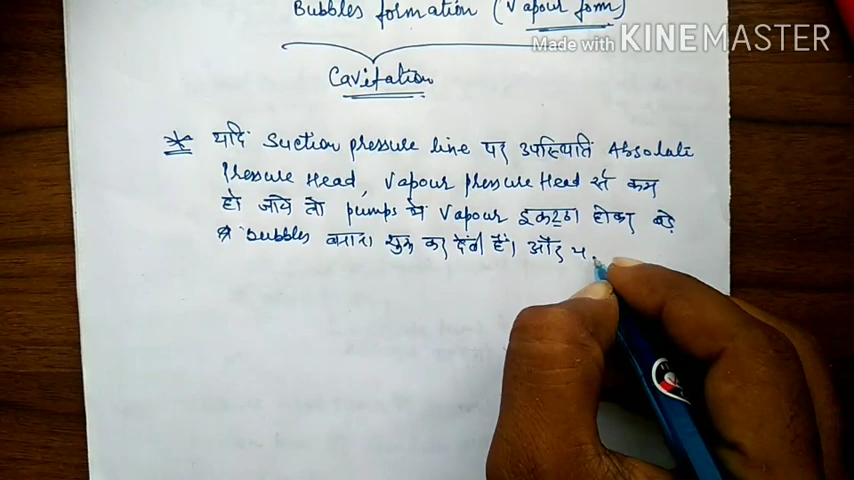 Bubbles formation (Vapour form)
Made with KINEMASTER
Cavitation
* यदि Suction pressure line पर उपस्थिति Absolute
Pressure Head, Vapour pressure Head से कम
हो जाये तो pumps में Vapour इकट्ठा होकर बड़े
Bubbles बनाना शुरू कर देती हैं। और य